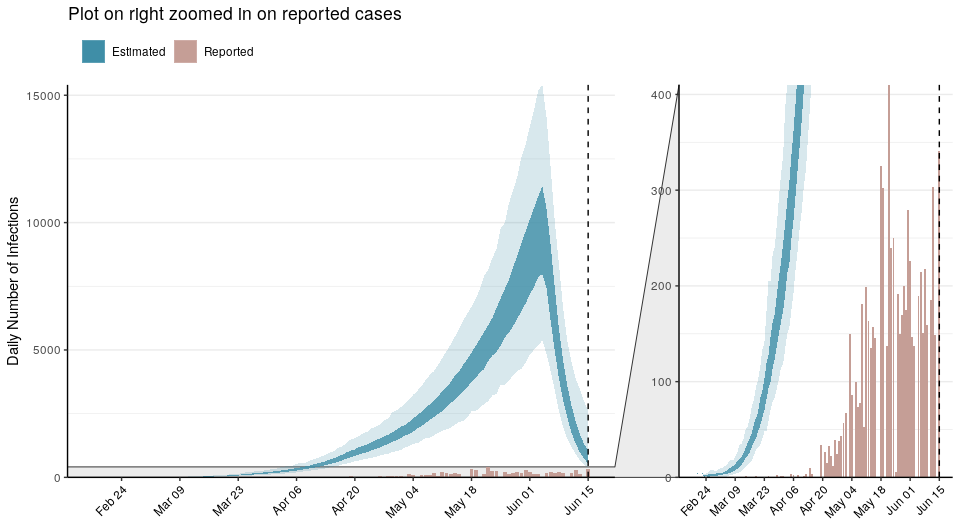 Plot on right zoomed in on reported cases
Estimated Reported
Daily Number of Infections
15000
10000
5000
0
Feb 24 Mar 09 Mar 23 Apr 06 Apr 20 May 04 May 18 Jun 01 Jun 15
400
300
200
100
0
Feb 24 Mar 09 Mar 23 Apr 06 Apr 20 May 04 May 18 Jun 01 Jun 15